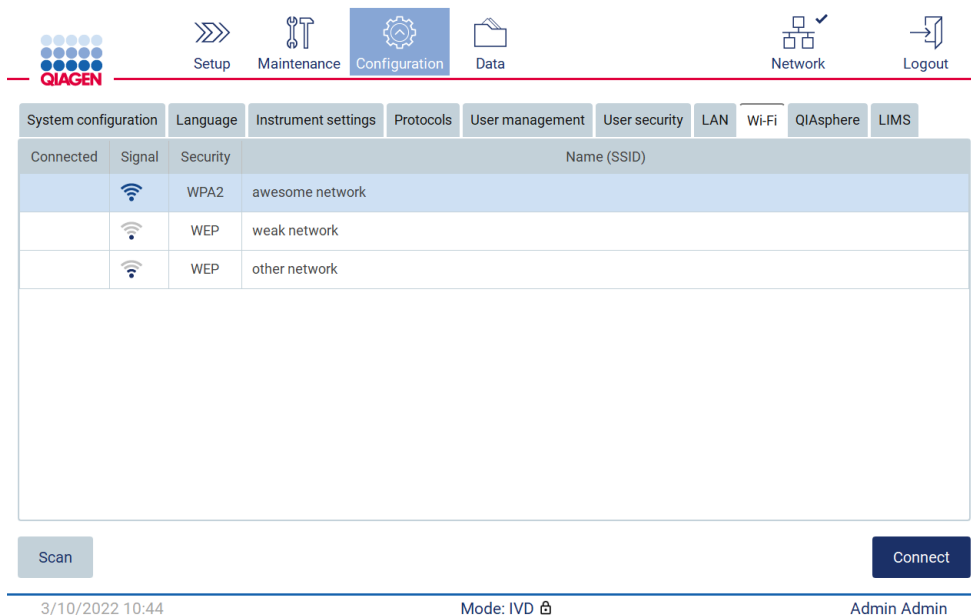 QIAGEN
Setup Maintenance Configuration Data Network Logout
System configuration Language Instrument settings Protocols User management User security LAN Wi-Fi QIAsphere LIMS
Connected Signal Security Name (SSID)
WPA2 awesome network
WEP weak network
WEP other network
Scan Connect
3/10/2022 10:44 Mode: IVD Admin Admin